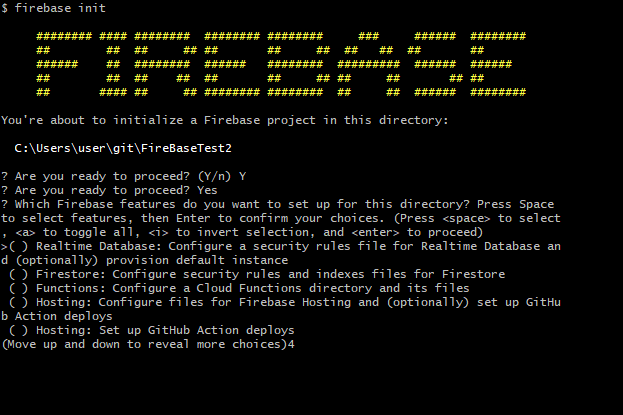 $ firebase init
FIREBASE
You're about to initialize a Firebase project in this directory:
C:\Users\user\git\FireBaseTest2
? Are you ready to proceed? (Y/n) Y
? Are you ready to proceed? Yes
? Which Firebase features do you want to set up for this directory? Press Space
to select features, then Enter to confirm your choices. (Press <space> to select
, <a> to toggle all, <i> to invert selection, and <enter> to proceed)
>( ) Realtime Database: Configure a security rules file for Realtime Database an
d (optionally) provision default instance
( ) Firestore: Configure security rules and indexes files for Firestore
( ) Functions: Configure a Cloud Functions directory and its files
( ) Hosting: Configure files for Firebase Hosting and (optionally) set up GitHu
b Action deploys
( ) Hosting: Set up GitHub Action deploys
(Move up and down to reveal more choices)4